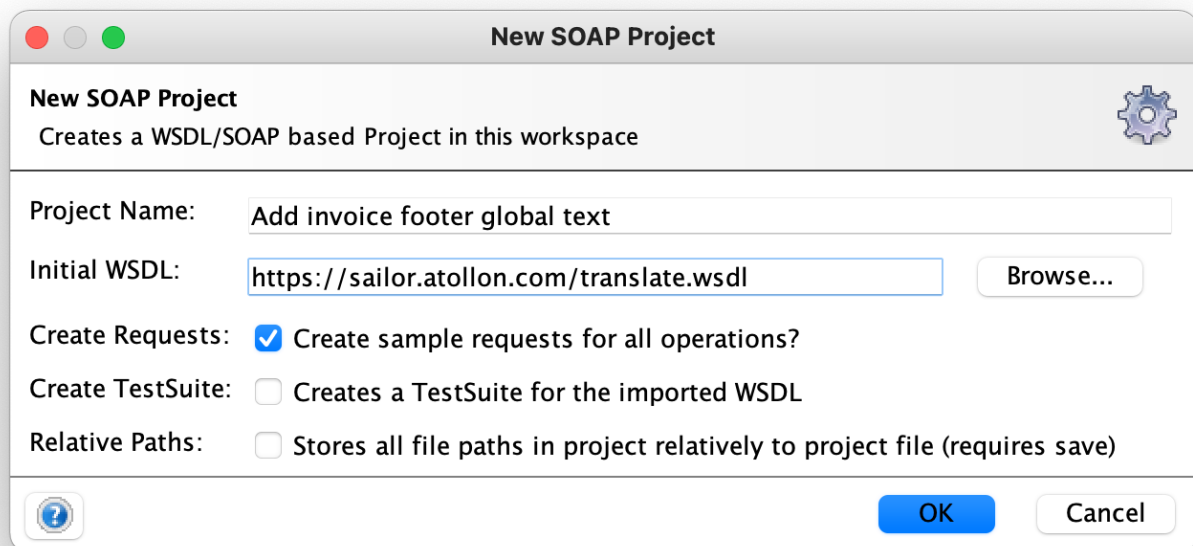 New SOAP Project
New SOAP Project
Creates a WSDL/SOAP based Project in this workspace
Project Name: Add invoice footer global text
Initial WSDL: https://sailor.atollon.com/translate.wsdl Browse...
Create Requests: Create sample requests for all operations?
Create TestSuite: Creates a TestSuite for the imported WSDL
Relative Paths: Stores all file paths in project relatively to project file (requires save)
? OK Cancel